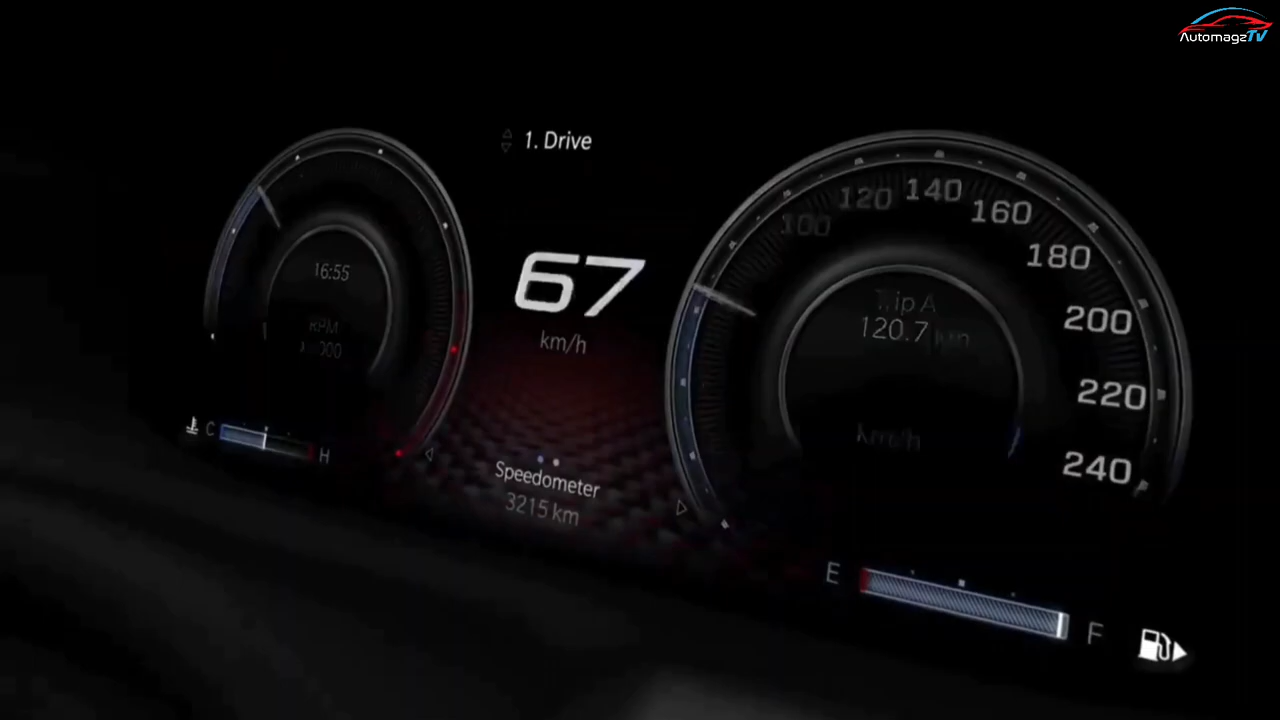 AutomagzTV
1. Drive
16:55
RPM
67
km/h
100
120
140
160
180
200
220
240
Trip A
120.7
km/h
C
H
Speedometer
3215 km
E
F